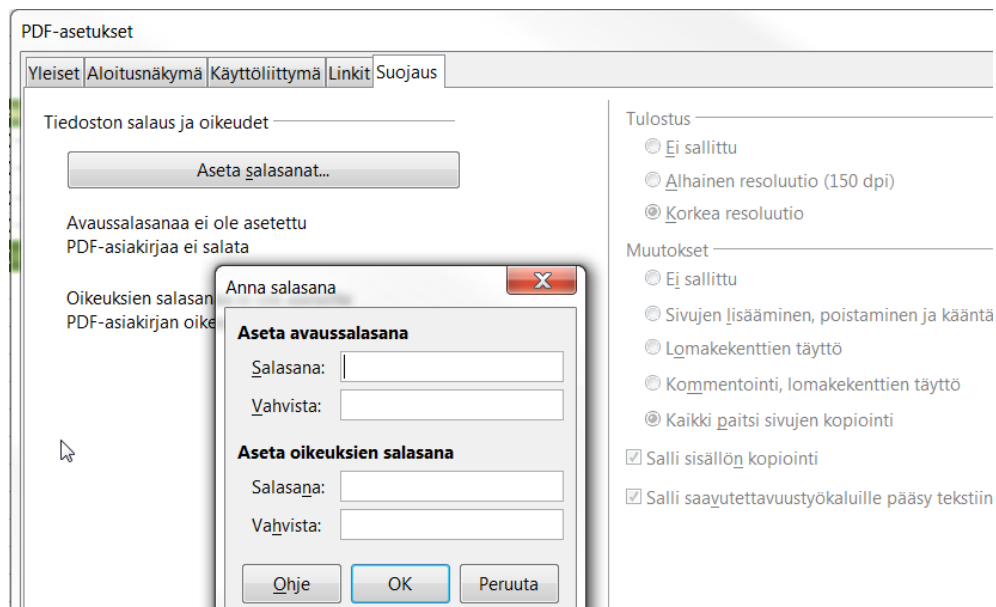 PDF-asetukset
Yleiset Aloitusnäkymä Käyttöliittymä Linkit Suojaus
Tiedoston salaus ja oikeudet
Aseta salasanat...
Avaussalasanaa ei ole asetettu
PDF-asiakirjaa ei salata
Oikeuksien salasan
PDF-asiakirjan oike
Anna salasana
Aseta avaussalasana
Salasana:
Vahvista:
Aseta oikeuksien salasana
Salasana:
Vahvista:
Ohje OK Peruuta
Tulostus
Ei sallittu
Alhainen resoluutio (150 dpi)
Korkea resoluutio
Muutokset
Ei sallittu
Sivujen lisääminen, poistaminen ja kääntä
Lomakekenttien täyttö
Kommentointi, lomakekenttien täyttö
Kaikki paitsi sivujen kopiointi
Salli sisällön kopiointi
Salli saavutettavuustyökaluille pääsy tekstiin